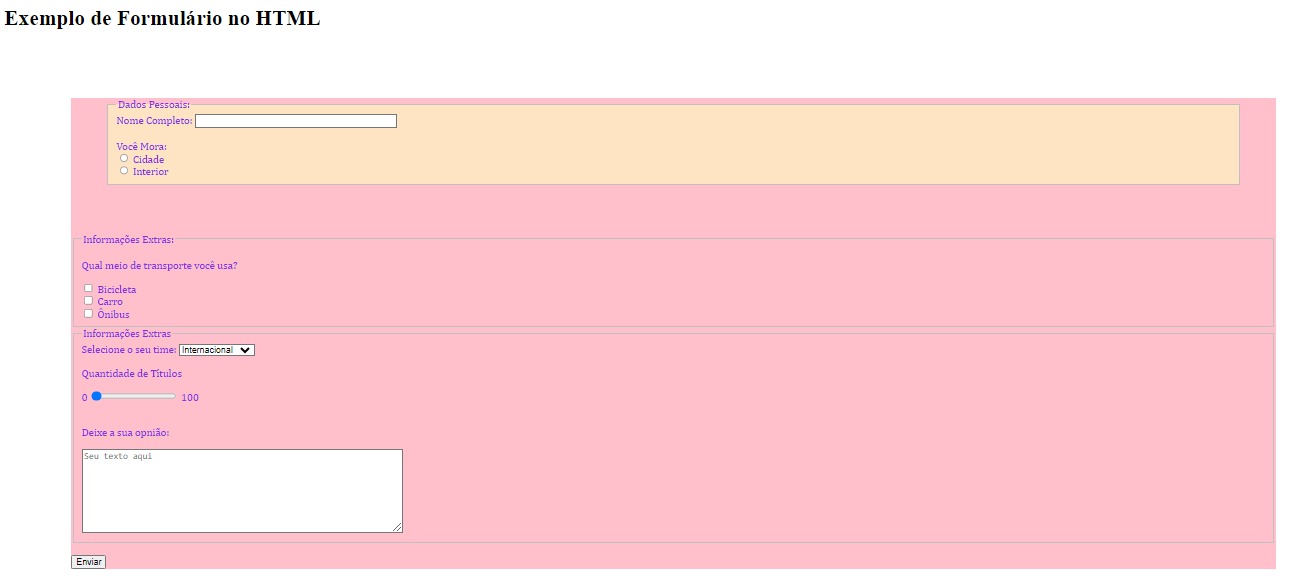 Exemplo de Formulário no HTML
Dados Pessoais:
Nome Completo:
Você Mora:
Cidade
Interior
Informações Extras:
Qual meio de transporte você usa?
Bicicleta
Carro
Ônibus
Informações Extras
Selecione o seu time: Internacional
Quantidade de Títulos
0 100
Deixe a sua opnião:
Seu texto aqui
Enviar